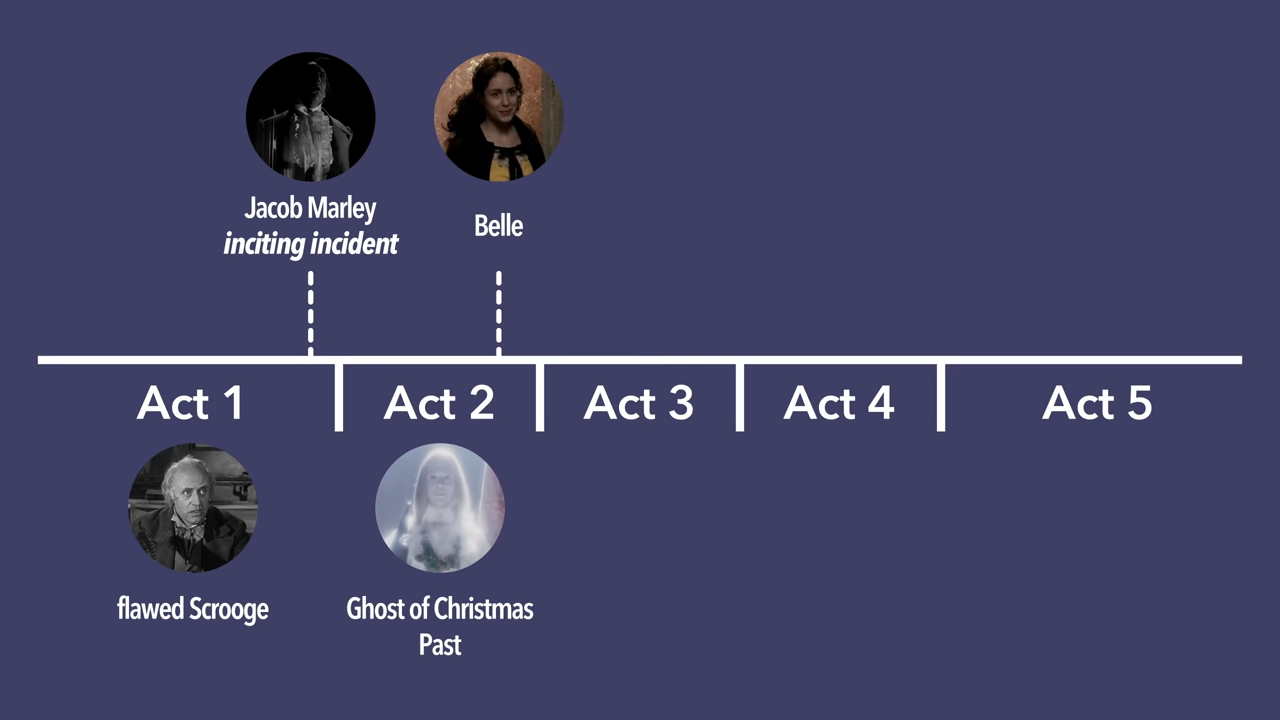 Jacob Marley
inciting incident
Belle
Act 1
Act 2
Act 3
Act 4
Act 5
flawed Scrooge
Ghost of Christmas
Past